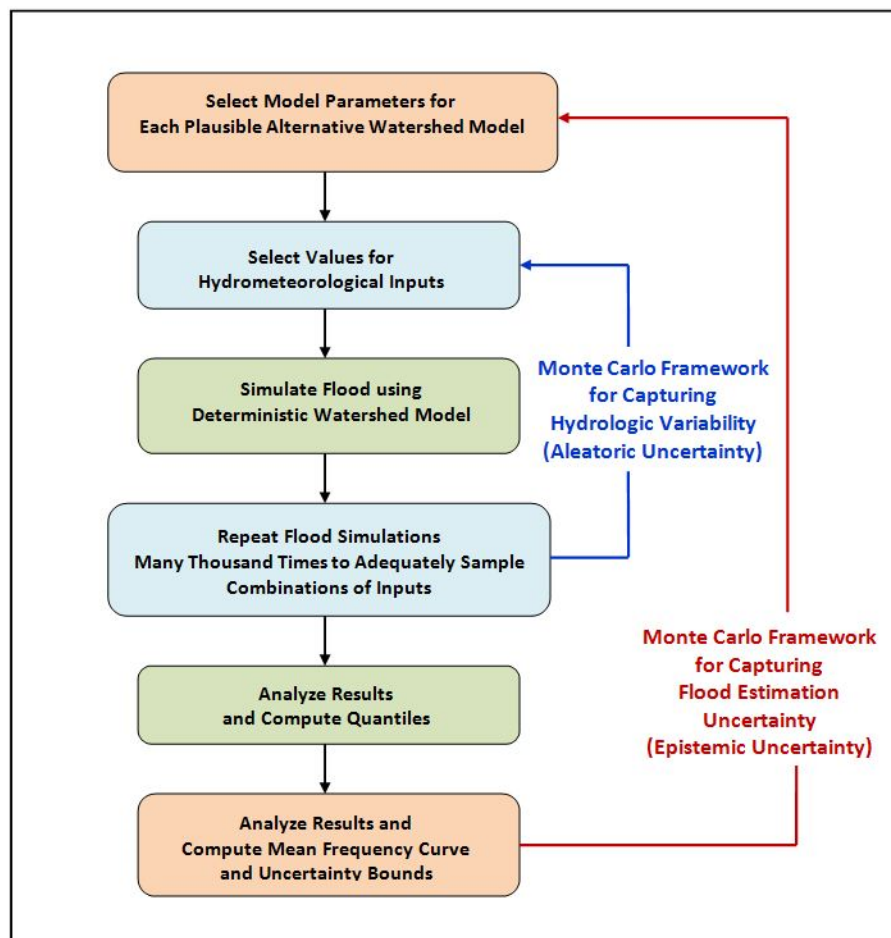 Select Model Parameters for
Each Plausible Alternative Watershed Model
Select Values for
Hydrometeorological Inputs
Simulate Flood using
Deterministic Watershed Model
Monte Carlo Framework
for Capturing
Hydrologic Variability
(Aleatoric Uncertainty)
Repeat Flood Simulations
Many Thousand Times to Adequately Sample
Combinations of Inputs
Monte Carlo Framework
for Capturing
Flood Estimation
Uncertainty
(Epistemic Uncertainty)
Analyze Results
and Compute Quantiles
Analyze Results and
Compute Mean Frequency Curve
and Uncertainty Bounds